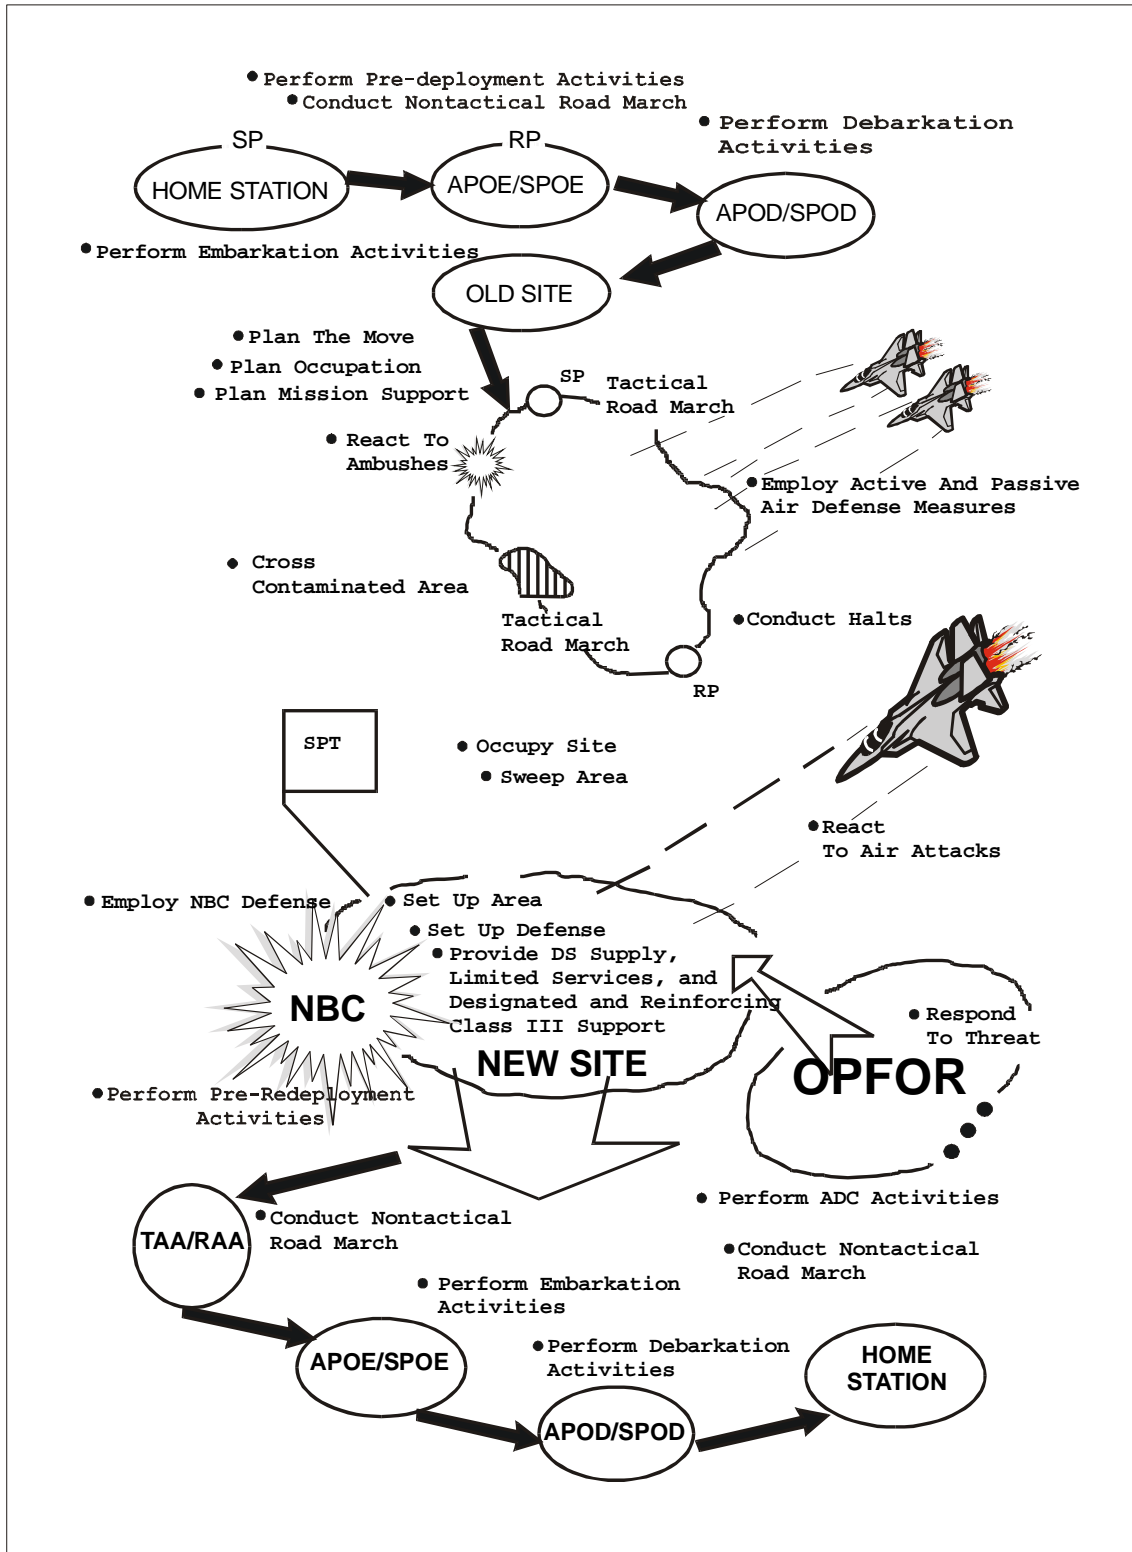 ● Perform Pre-deployment Activities
● Conduct Nontactical Road March
● Perform Debarkation
Activities
SP
RP
HOME STATION
APOE/SPOE
APOD/SPOD
● Perform Embarkation Activities
OLD SITE
● Plan The Move
● Plan Occupation
● Plan Mission Support
SP
Tactical
Road March
● React To
Ambushes
● Employ Active And Passive
Air Defense Measures
● Cross
Contaminated Area
Tactical
Road March
● Conduct Halts
RP
SPT
● Occupy Site
● Sweep Area
● React
To Air Attacks
● Employ NBC Defense
● Set Up Area
● Set Up Defense
● Provide DS Supply,
Limited Services, and
Designated and Reinforcing
Class III Support
NBC
NEW SITE
● Respond
To Threat
OPFOR
● Perform Pre-Redeployment
Activities
● Perform ADC Activities
TAA/RAA
● Conduct Nontactical
Road March
● Conduct Nontactical
Road March
● Perform Embarkation
Activities
APOE/SPOE
● Perform Debarkation
Activities
HOME
STATION
APOD/SPOD